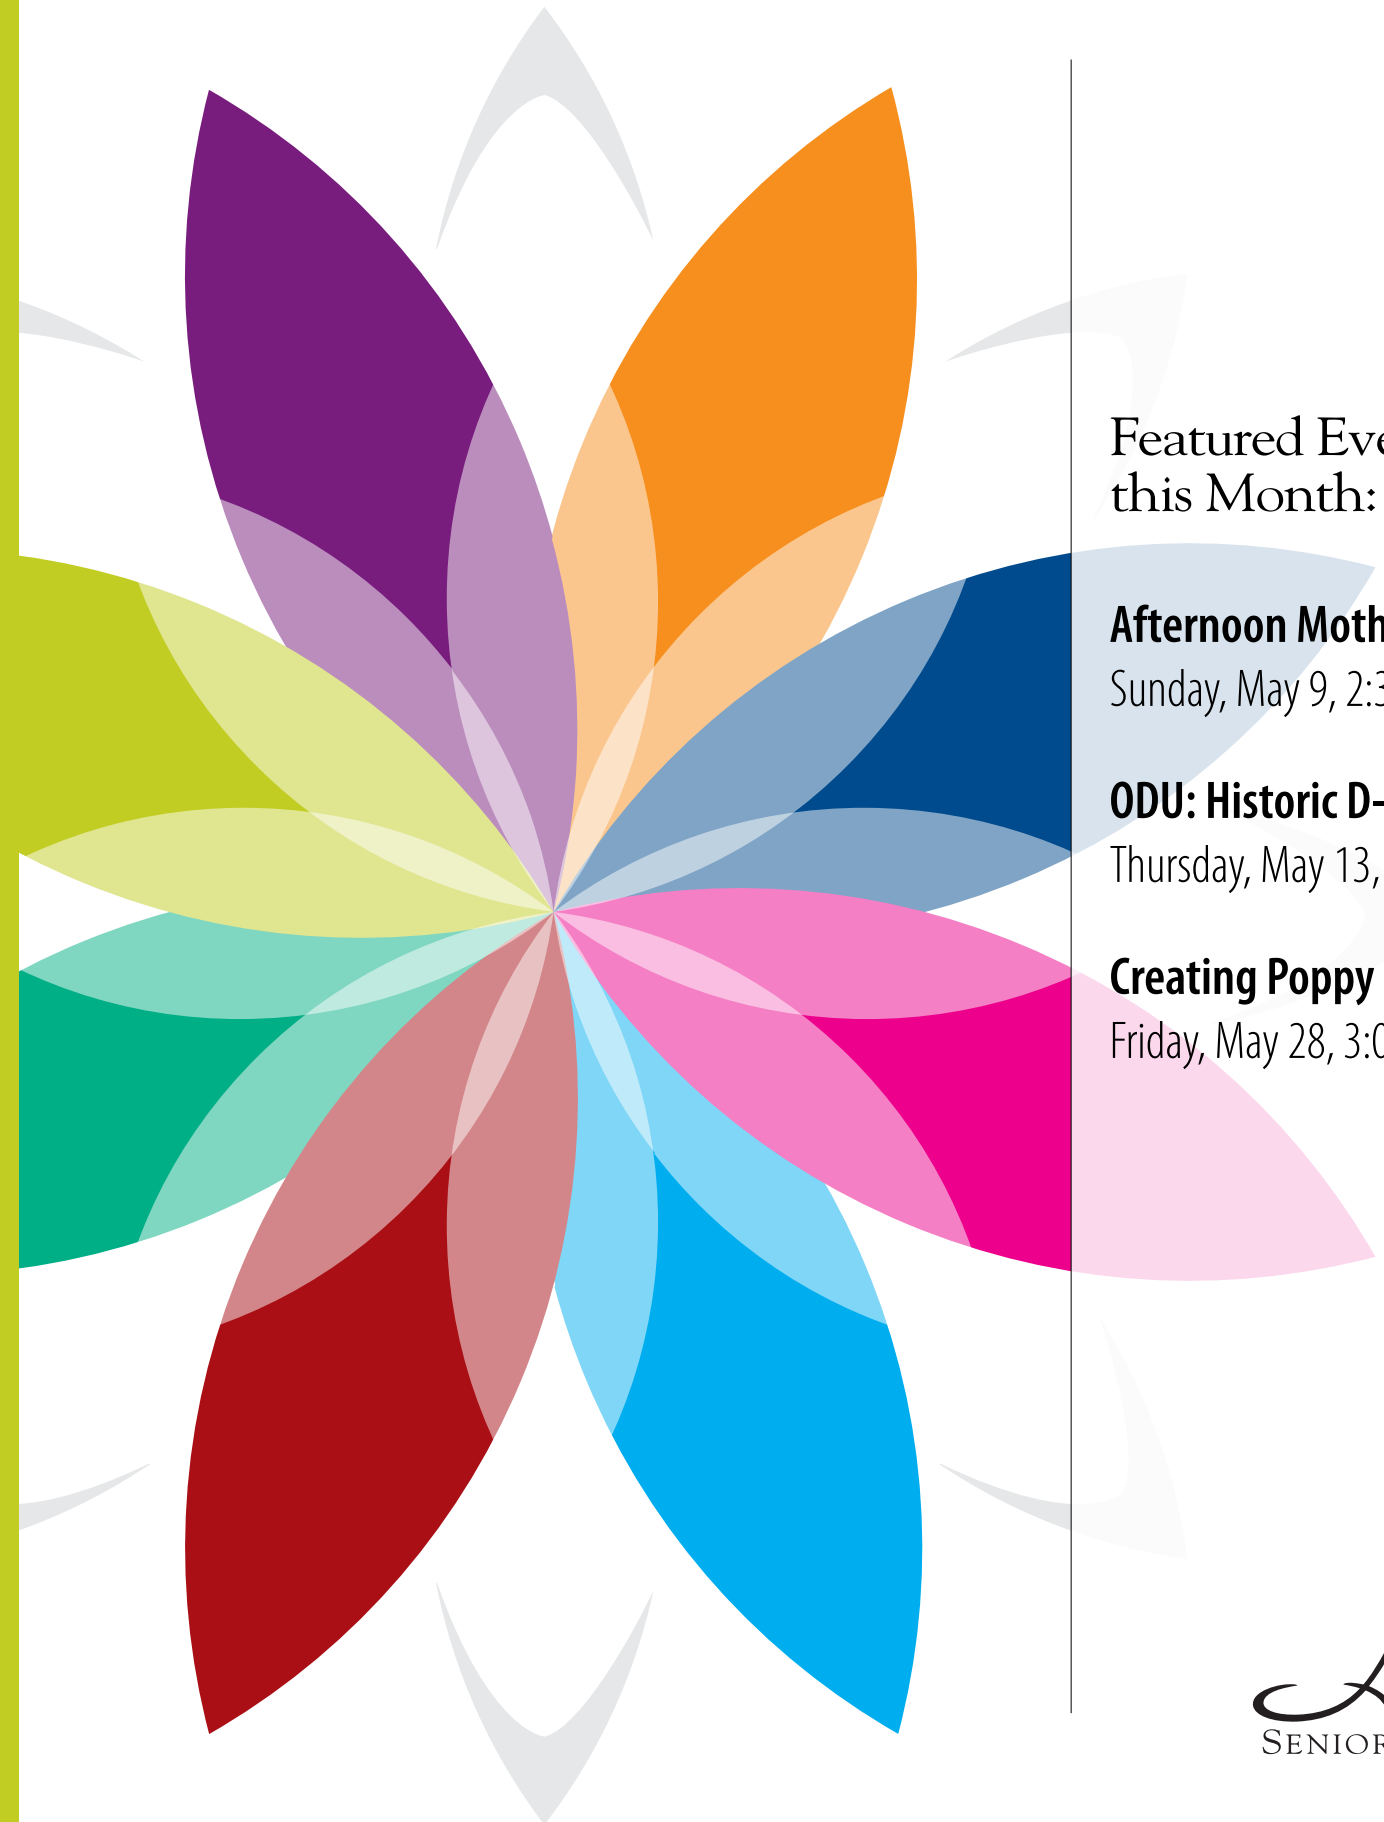 Featured Eve
this Month:
Afternoon Moth
Sunday, May 9, 2:3
ODU: Historic D-
Thursday, May 13,
Creating Poppy
Friday, May 28, 3:0
A
SENIOR